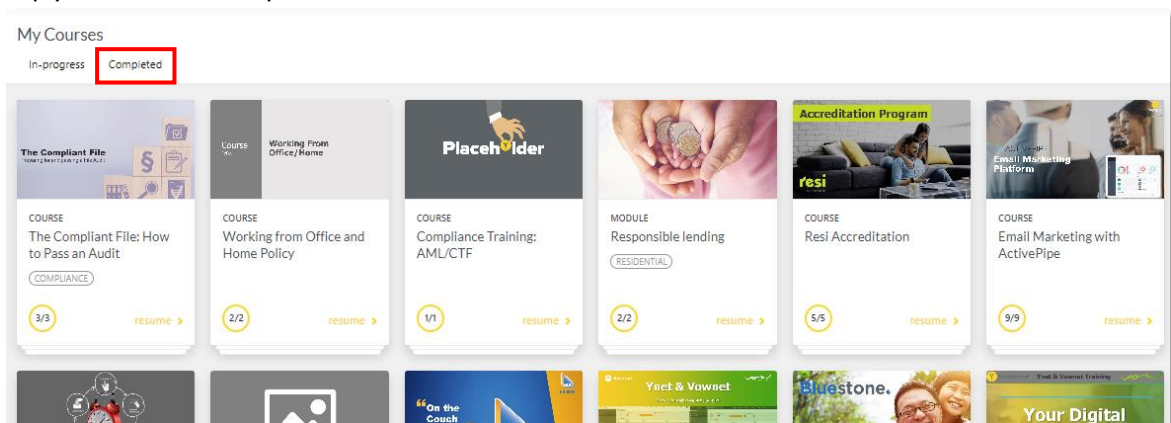 My Courses
In-progress Completed
The Compliant File
COURSE
The Compliant File: How
to Pass an Audit
COMPLIANCE
3/3 resume >
Course
Working From
Office/Home
COURSE
Working from Office and
Home Policy
2/2 resume >
Placeholder
COURSE
Compliance Training:
AML/CTF
1/1 resume >
MODULE
Responsible lending
RESIDENTIAL
2/2 resume >
Accreditation Program
resi
COURSE
Resi Accreditation
5/5 resume >
Email Marketing
Platform
COURSE
Email Marketing with
ActivePipe
9/9 resume >
“On the
Couch
Ynet & Vownet
Bluestone.
Ynet & Vownet Training
Your Digital